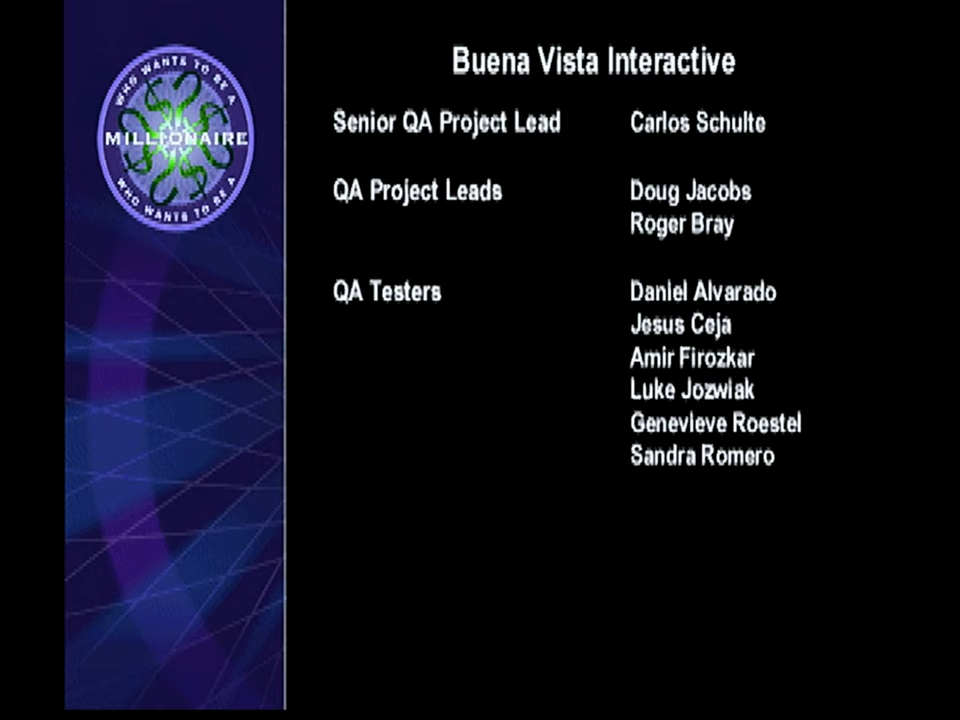 WHO WANTS TO BE A
MILLIONAIRE
WHO WANTS TO BE A
Buena Vista Interactive
Senior QA Project Lead Carlos Schulte
QA Project Leads Doug Jacobs
Roger Bray
QA Testers Daniel Alvarado
Jesus Ceja
Amir Firozkar
Luke Jozwiak
Genevieve Roestel
Sandra Romero